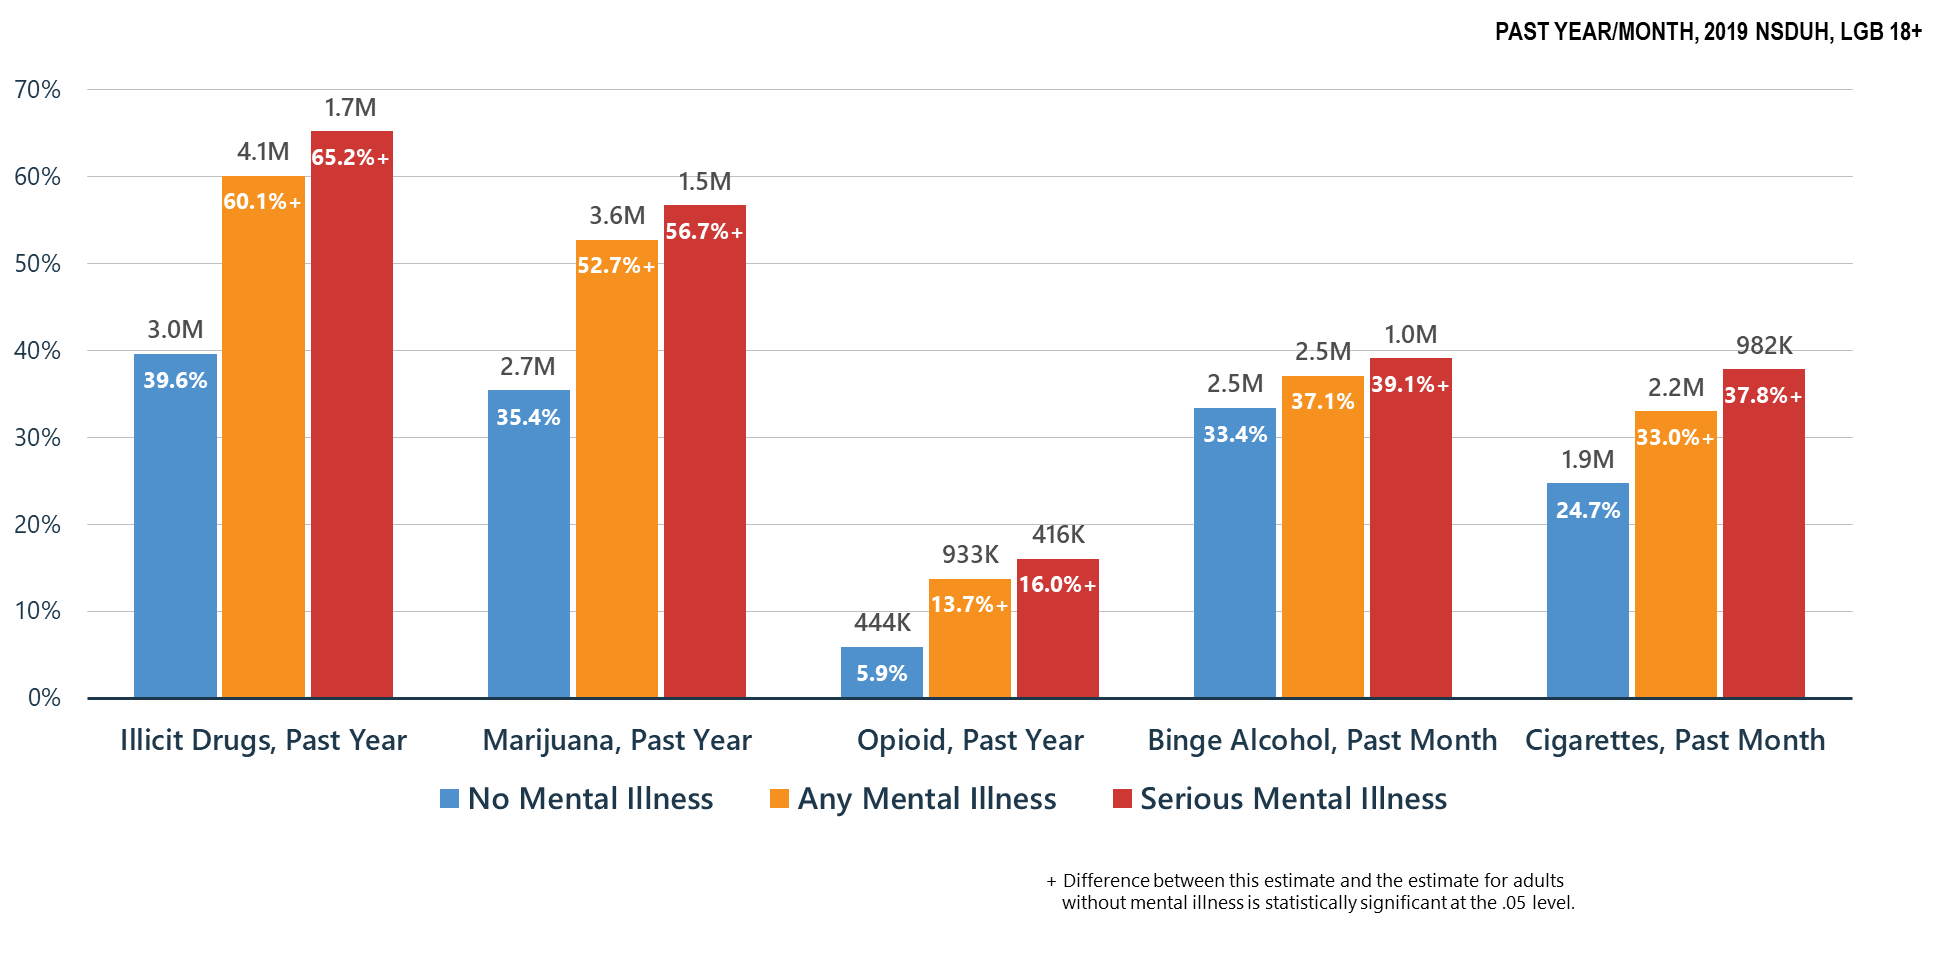 PAST YEAR/MONTH, 2019 NSDUH, LGB 18+
70%
60%
50%
40%
30%
20%
10%
0%
3.0M
39.6%
4.1M
60.1%+
1.7M
65.2%+
2.7M
35.4%
3.6M
52.7%+
1.5M
56.7%+
444K
5.9%
933K
13.7%+
416K
16.0%+
2.5M
33.4%
2.5M
37.1%
1.0M
39.1%+
1.9M
24.7%
2.2M
33.0%+
982K
37.8%+
Illicit Drugs, Past Year
Marijuana, Past Year
Opioid, Past Year
Binge Alcohol, Past Month
Cigarettes, Past Month
No Mental Illness
Any Mental Illness
Serious Mental Illness
+ Difference between this estimate and the estimate for adults
without mental illness is statistically significant at the .05 level.